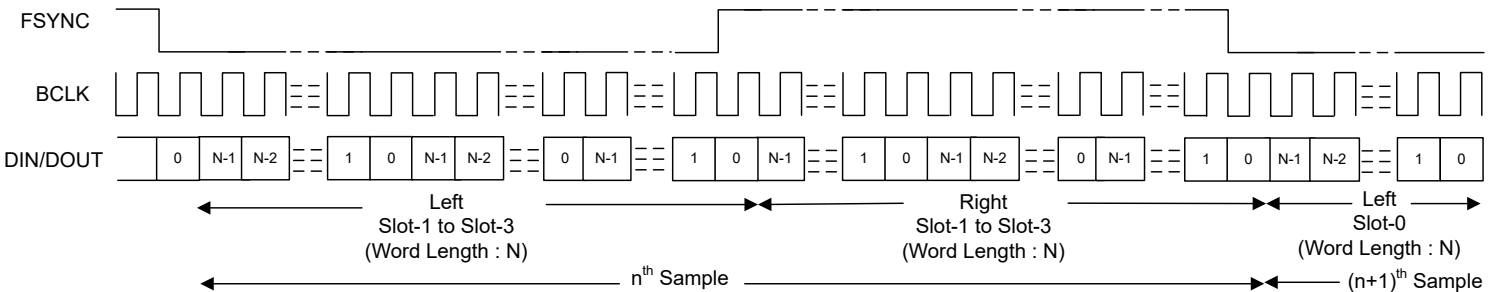 FSYNC
BCLK
DIN/DOUT
0 N-1 N-2 1 0 N-1 N-2 0 N-1 1 0 N-1 1 0 N-1 N-2 0 N-1 1 0 N-1 N-2 1 0
Left
Slot-1 to Slot-3
(Word Length : N)
Right
Slot-1 to Slot-3
(Word Length : N)
Left
Slot-0
(Word Length : N)
nth Sample
(n+1)th Sample